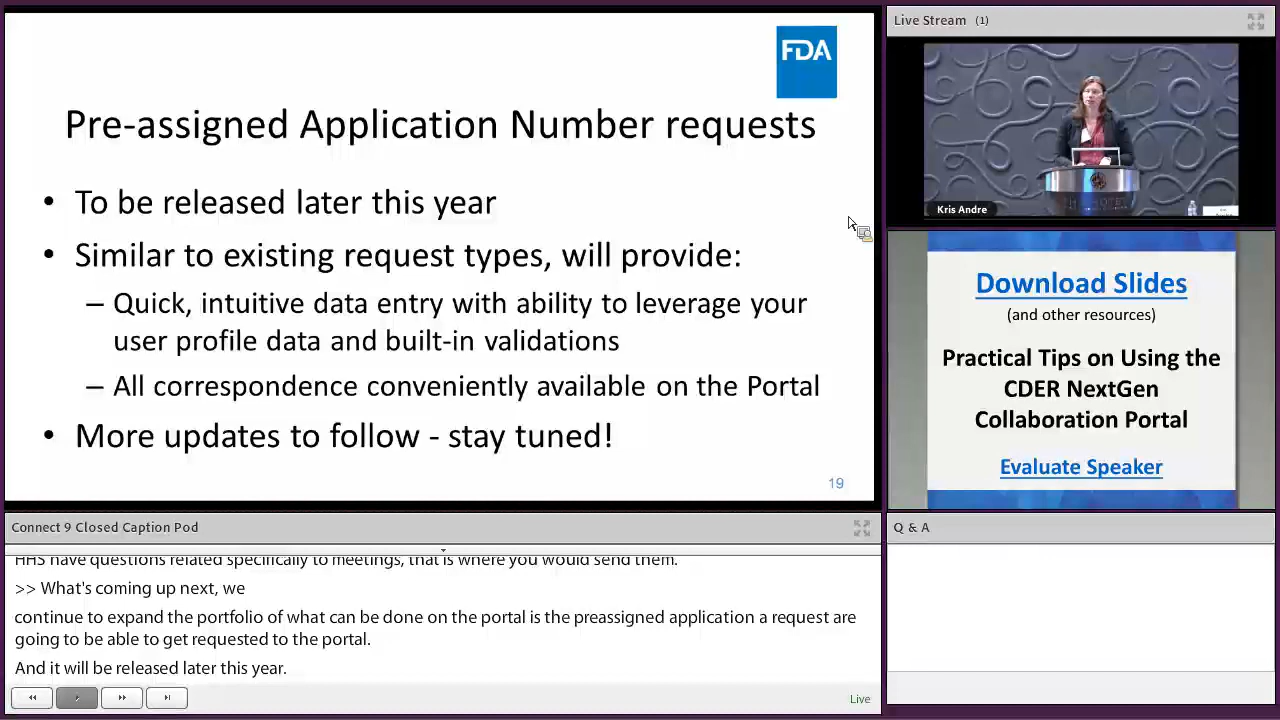 FDA
Pre-assigned Application Number requests
• To be released later this year
• Similar to existing request types, will provide:
– Quick, intuitive data entry with ability to leverage your
user profile data and built-in validations
– All correspondence conveniently available on the Portal
• More updates to follow - stay tuned!
19
Live Stream (1)
Kris Andre
Download Slides
(and other resources)
Practical Tips on Using the
CDER NextGen
Collaboration Portal
Evaluate Speaker
Connect 9 Closed Caption Pod
HHS have questions related specifically to meetings, that is where you would send them.
>> What's coming up next, we
continue to expand the portfolio of what can be done on the portal is the preassigned application a request are
going to be able to get requested to the portal.
And it will be released later this year.
Live
Q & A